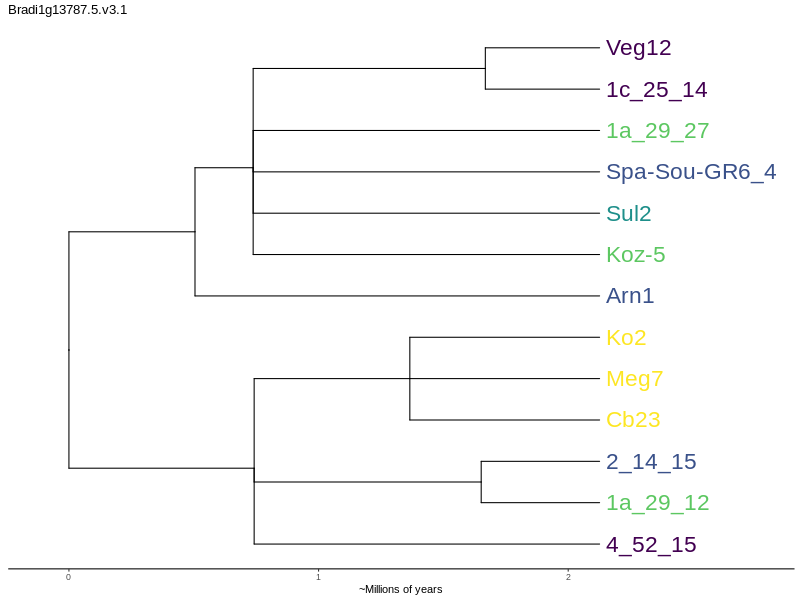 Bradi1g13787.5.v3.1
Veg12
1c_25_14
1a_29_27
Spa-Sou-GR6_4
Sul2
Koz-5
Arn1
Ko2
Meg7
Cb23
2_14_15
1a_29_12
4_52_15
0 1 2
~Millions of years